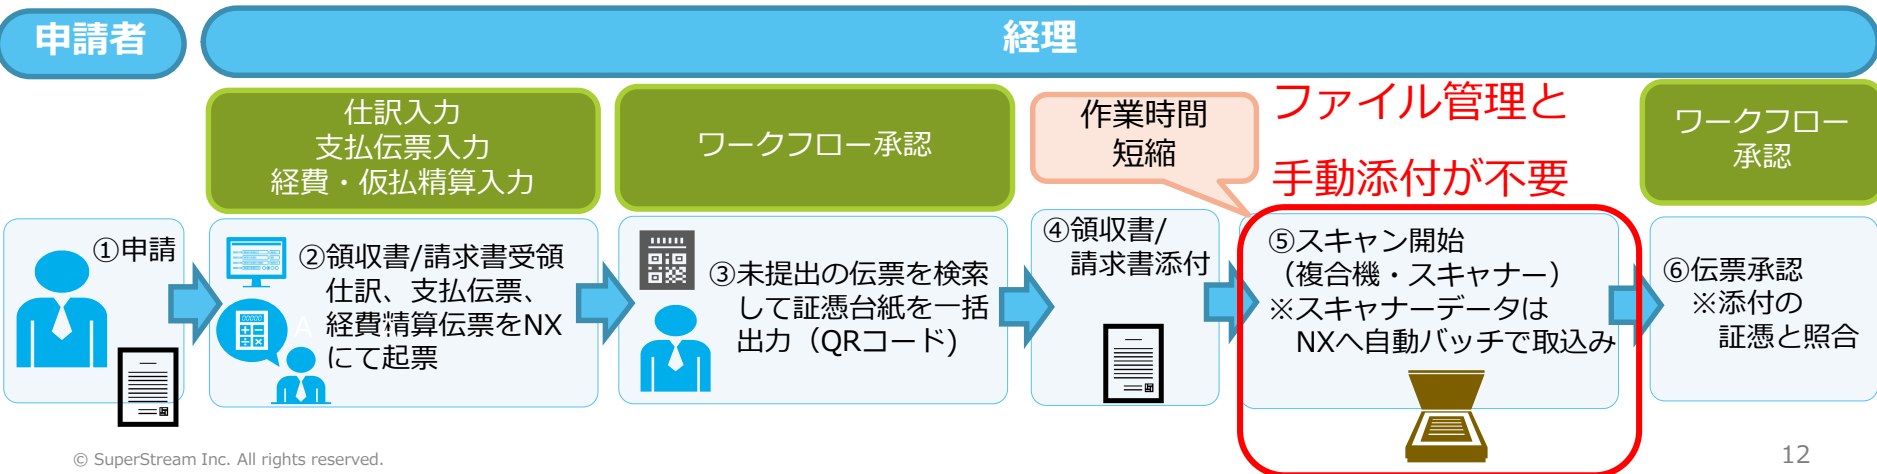 申請者
経理
仕訳入力
支払伝票入力
経費・仮払精算入力
ワークフロー承認
作業時間
短縮
ファイル管理と
手動添付が不要
ワークフロー
承認
①申請
②領収書/請求書受領
仕訳、支払伝票、
経費精算伝票をNX
にて起票
A
③未提出の伝票を検索
して証憑台紙を一括
出力（QRコード)
④領収書/
請求書添付
⑤スキャン開始
（複合機・スキャナー）
※スキャナーデータは
NXへ自動バッチで取込み
⑥伝票承認
※添付の
証憑と照合
© SuperStream Inc. All rights reserved.
12